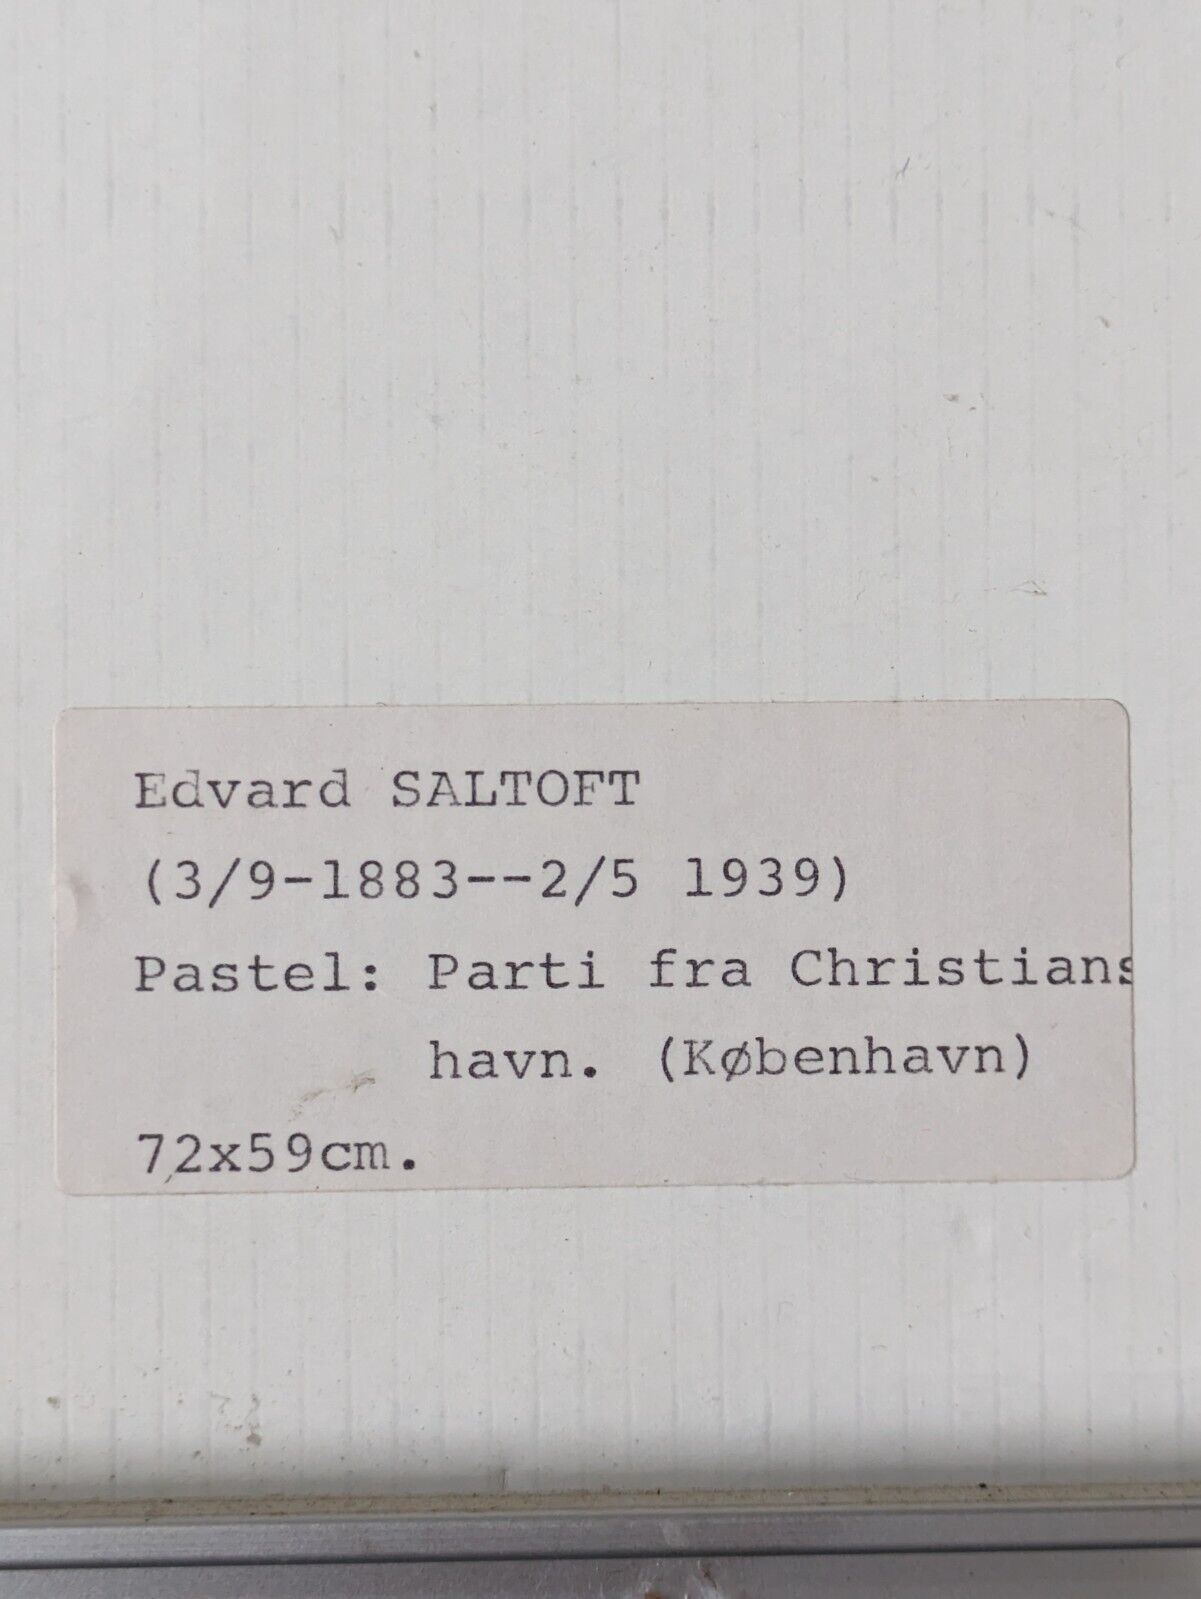 Edvard SALTOFT
(3/9-1883--2/5 1939)
Pastel: Parti fra Christians
havn. (København)
72x59cm.